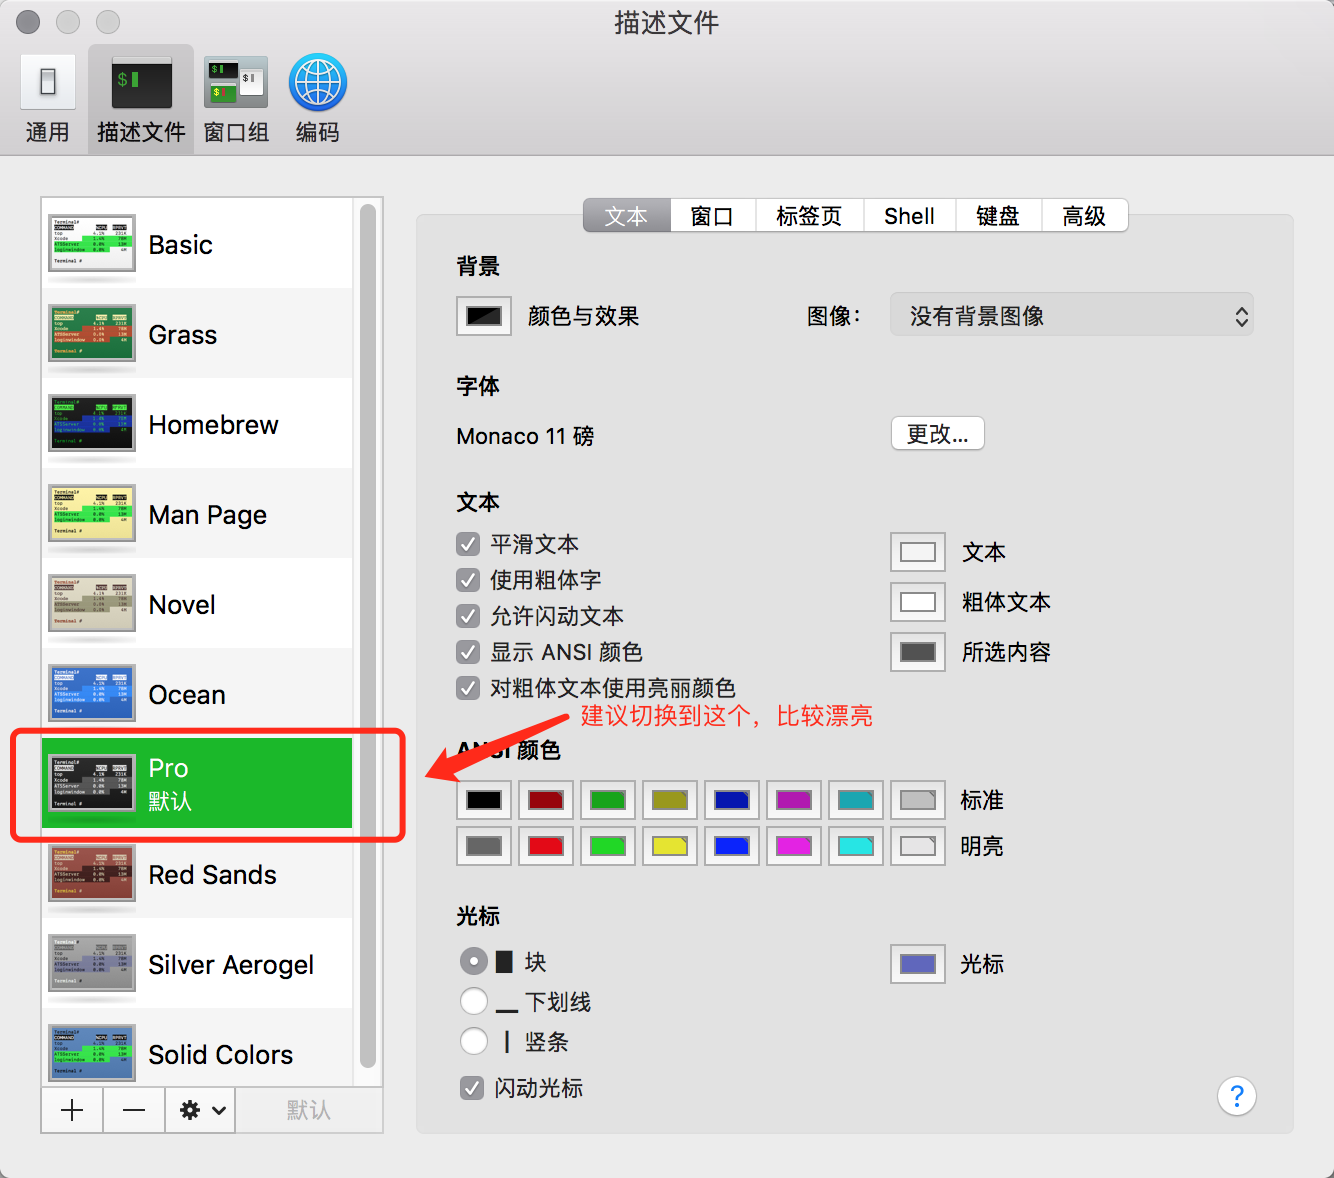 描述文件
通用
描述文件
窗口组
编码
Basic
Grass
Homebrew
Man Page
Novel
Ocean
Pro
默认
Red Sands
Silver Aerogel
Solid Colors
默认
文本 窗口 标签页 Shell 键盘 高级
背景
颜色与效果
图像：
没有背景图像
字体
Monaco 11 磅
更改...
文本
平滑文本
使用粗体字
允许闪动文本
显示 ANSI 颜色
对粗体文本使用亮丽颜色
文本
粗体文本
所选内容
建议切换到这个，比较漂亮
ANSI 颜色
标准
明亮
光标
块
下划线
竖条
闪动光标
光标
?